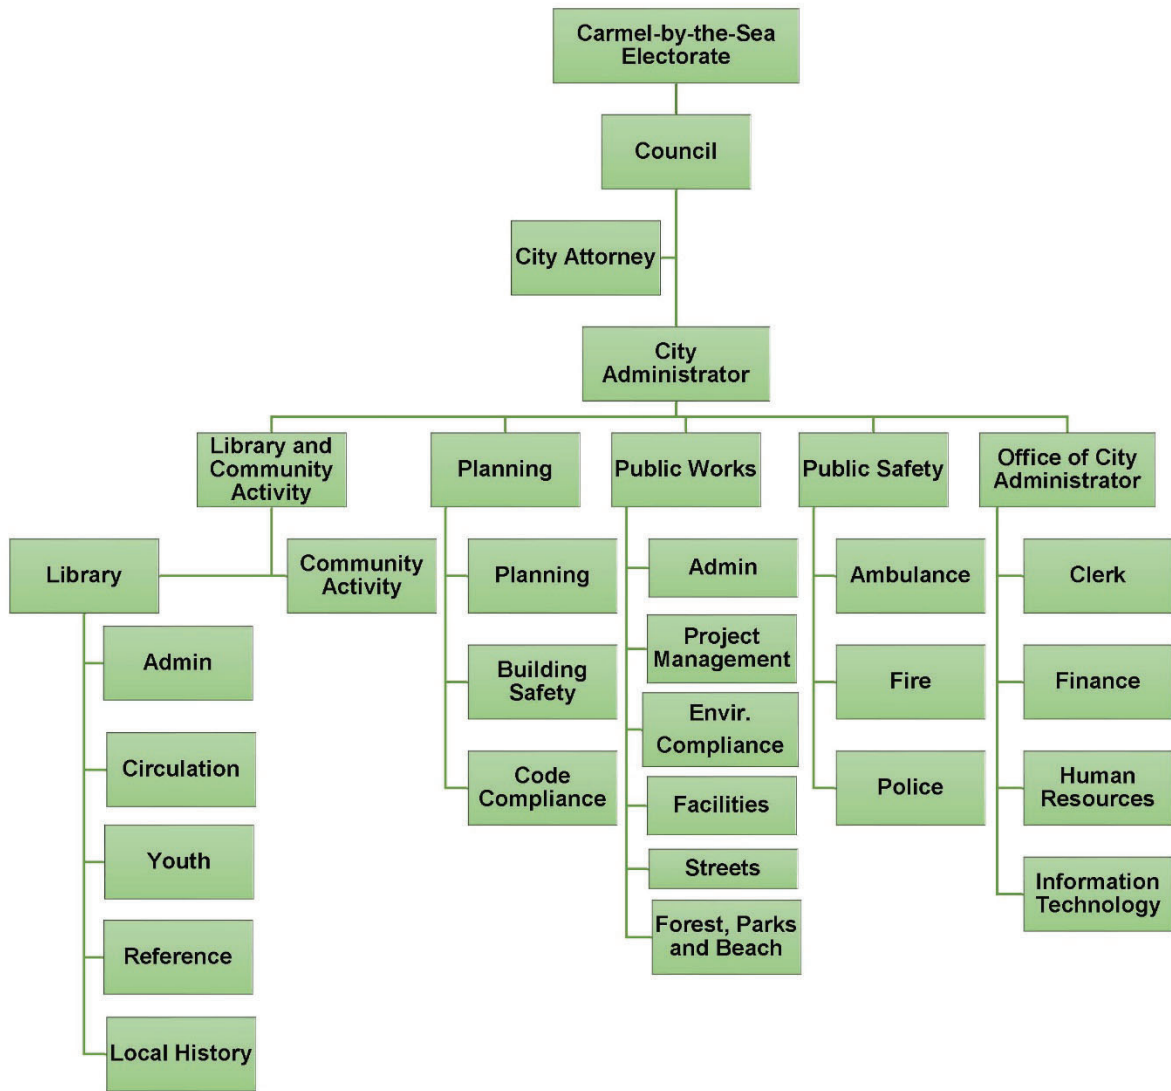 Carmel-by-the-Sea
Electorate
Council
City Attorney
City
Administrator
Library and
Community
Activity
Planning
Public Works
Public Safety
Office of City
Administrator
Library
Community
Activity
Admin
Circulation
Youth
Reference
Local History
Planning
Building
Safety
Code
Compliance
Admin
Project
Management
Envir.
Compliance
Facilities
Streets
Forest, Parks
and Beach
Ambulance
Fire
Police
Clerk
Finance
Human
Resources
Information
Technology